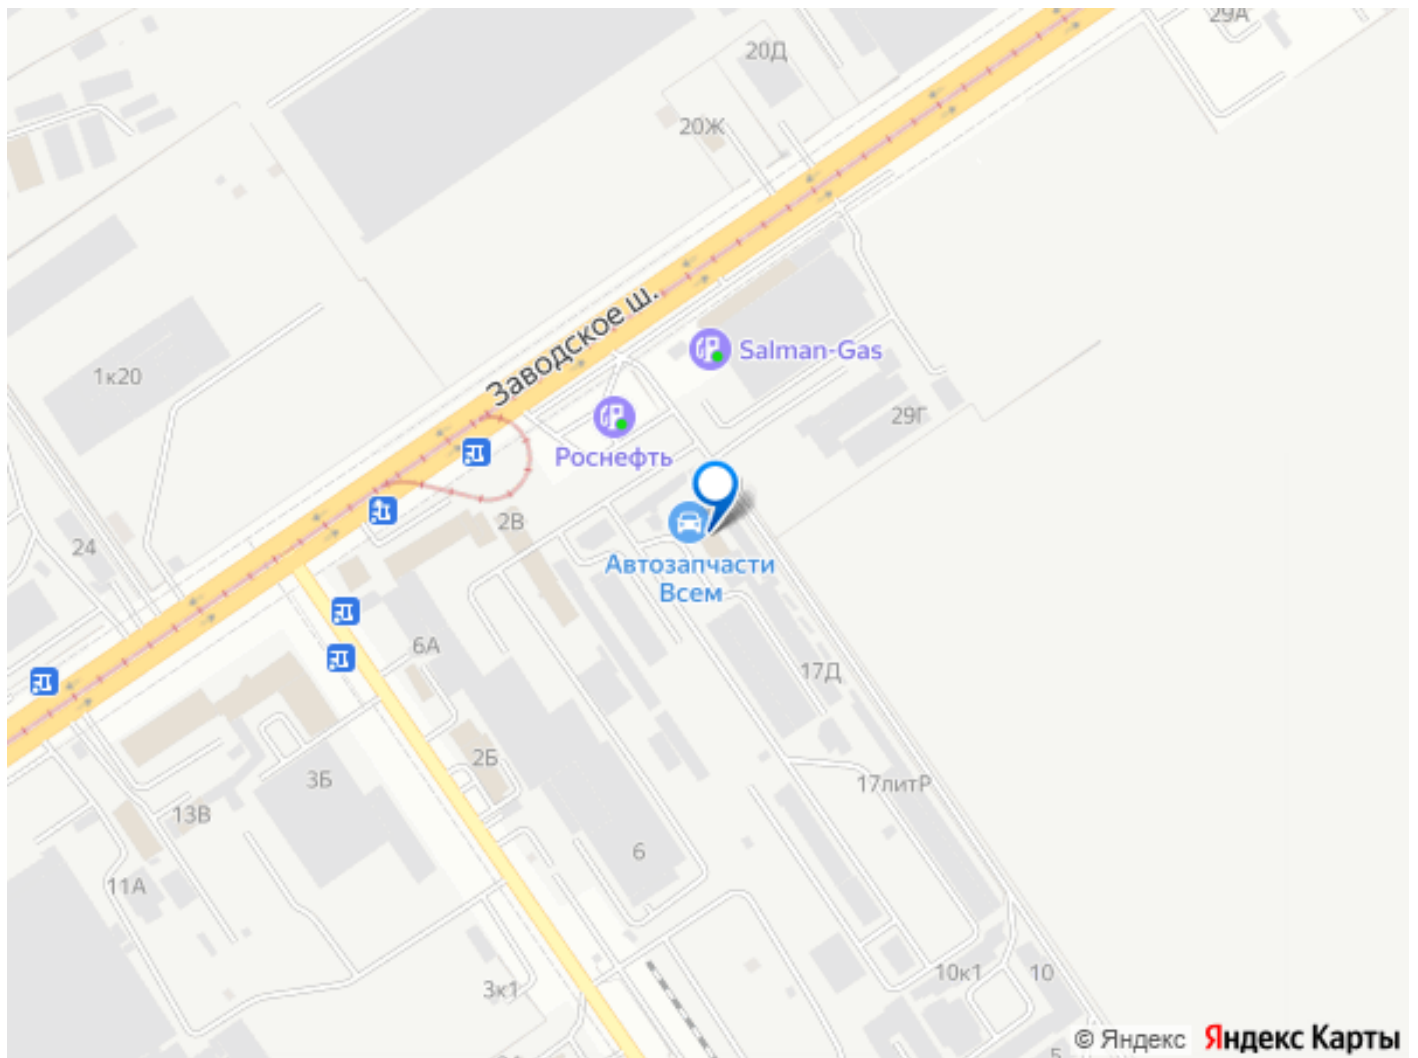 29А
20Д
20Ж
Заводское ш.
Salman-Gas
1к20
29Г
Роснефть
2В
24
Автозапчасти
Всем
6А
17Д
2Б
3Б
17литР
13В
6
11А
10к1
10
3к1
5
© Яндекс
Яндекс Карты